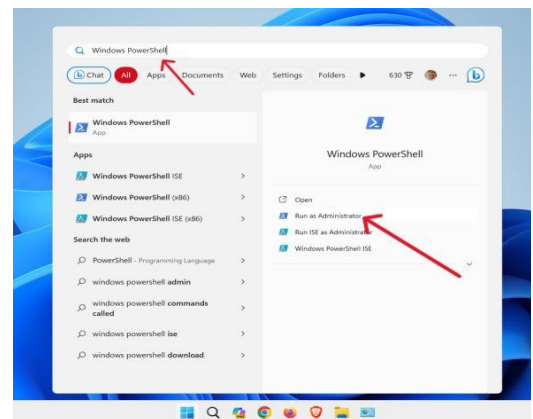 Windows PowerShell
Chat All Apps Documents Web Settings Folders 630
Best match
Windows PowerShell
App
Apps
Windows PowerShell ISE
Windows PowerShell (x86)
Windows PowerShell ISE (x86)
Search the web
PowerShell - Programming Language
windows powershell admin
windows powershell commands
called
windows powershell ise
windows powershell download
Windows PowerShell
App
Open
Run as Administrator
Run ISE as Administrator
Windows PowerShell ISE